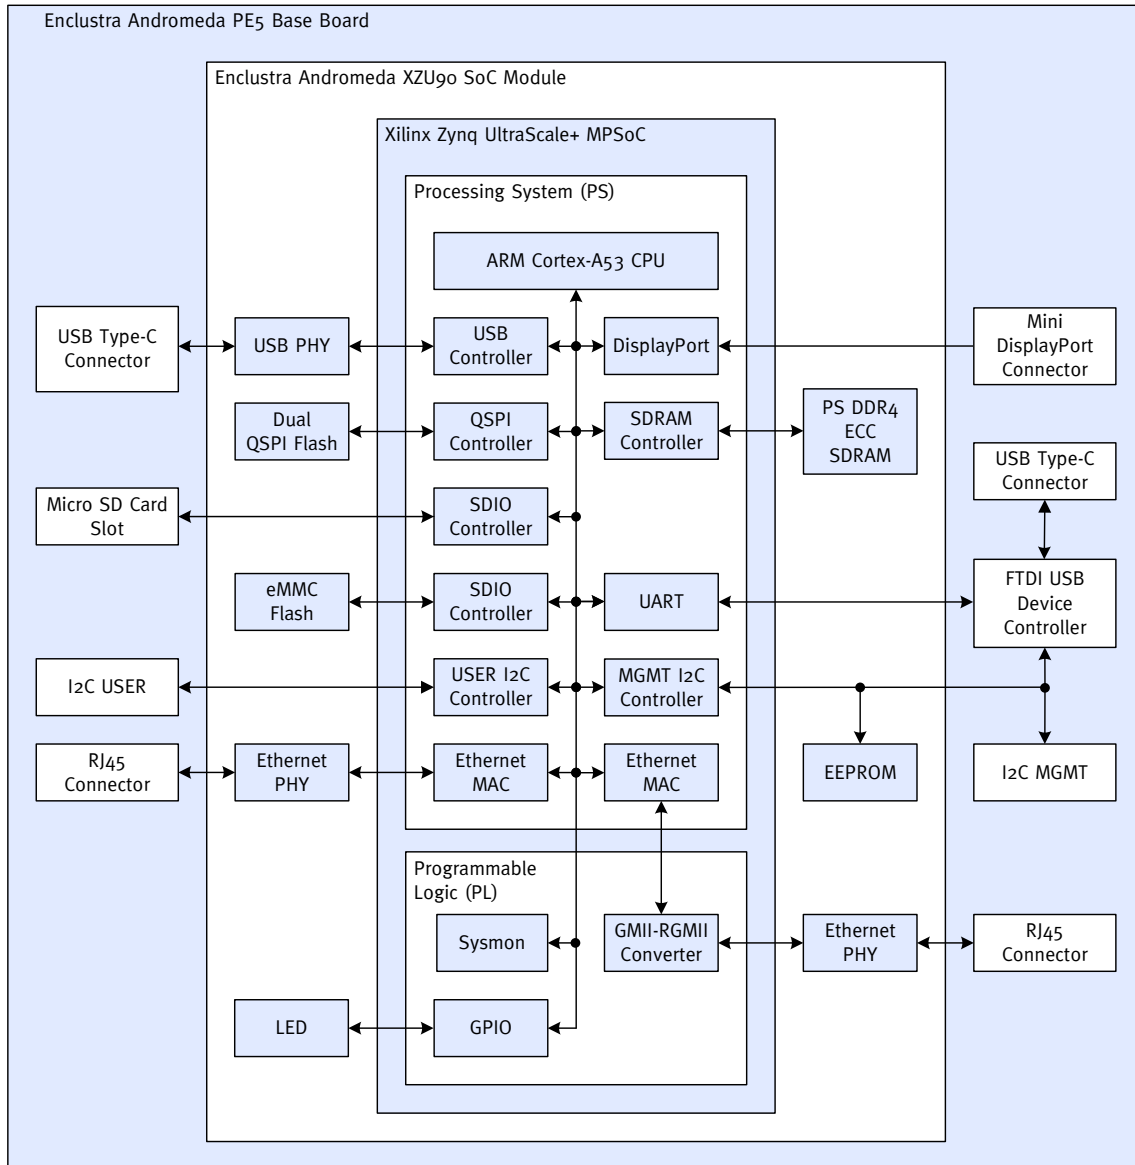 Enclustra Andromeda PE5 Base Board
Enclustra Andromeda XZU90 SoC Module
Xilinx Zynq UltraScale+ MPSoC
Processing System (PS)
ARM Cortex-A53 CPU
USB Type-C
Connector
USB PHY
USB
Controller
DisplayPort
Mini
DisplayPort
Connector
Dual
QSPI Flash
QSPI
Controller
SDRAM
Controller
PS DDR4
ECC
SDRAM
USB Type-C
Connector
Micro SD Card
Slot
SDIO
Controller
eMMC
Flash
SDIO
Controller
UART
FTDI USB
Device
Controller
I2C USER
USER I2C
Controller
MGMT I2C
Controller
RJ45
Connector
Ethernet
PHY
Ethernet
MAC
Ethernet
MAC
EEPROM
I2C MGMT
Programmable
Logic (PL)
Sysmon
GMII-RGMII
Converter
Ethernet
PHY
RJ45
Connector
LED
GPIO